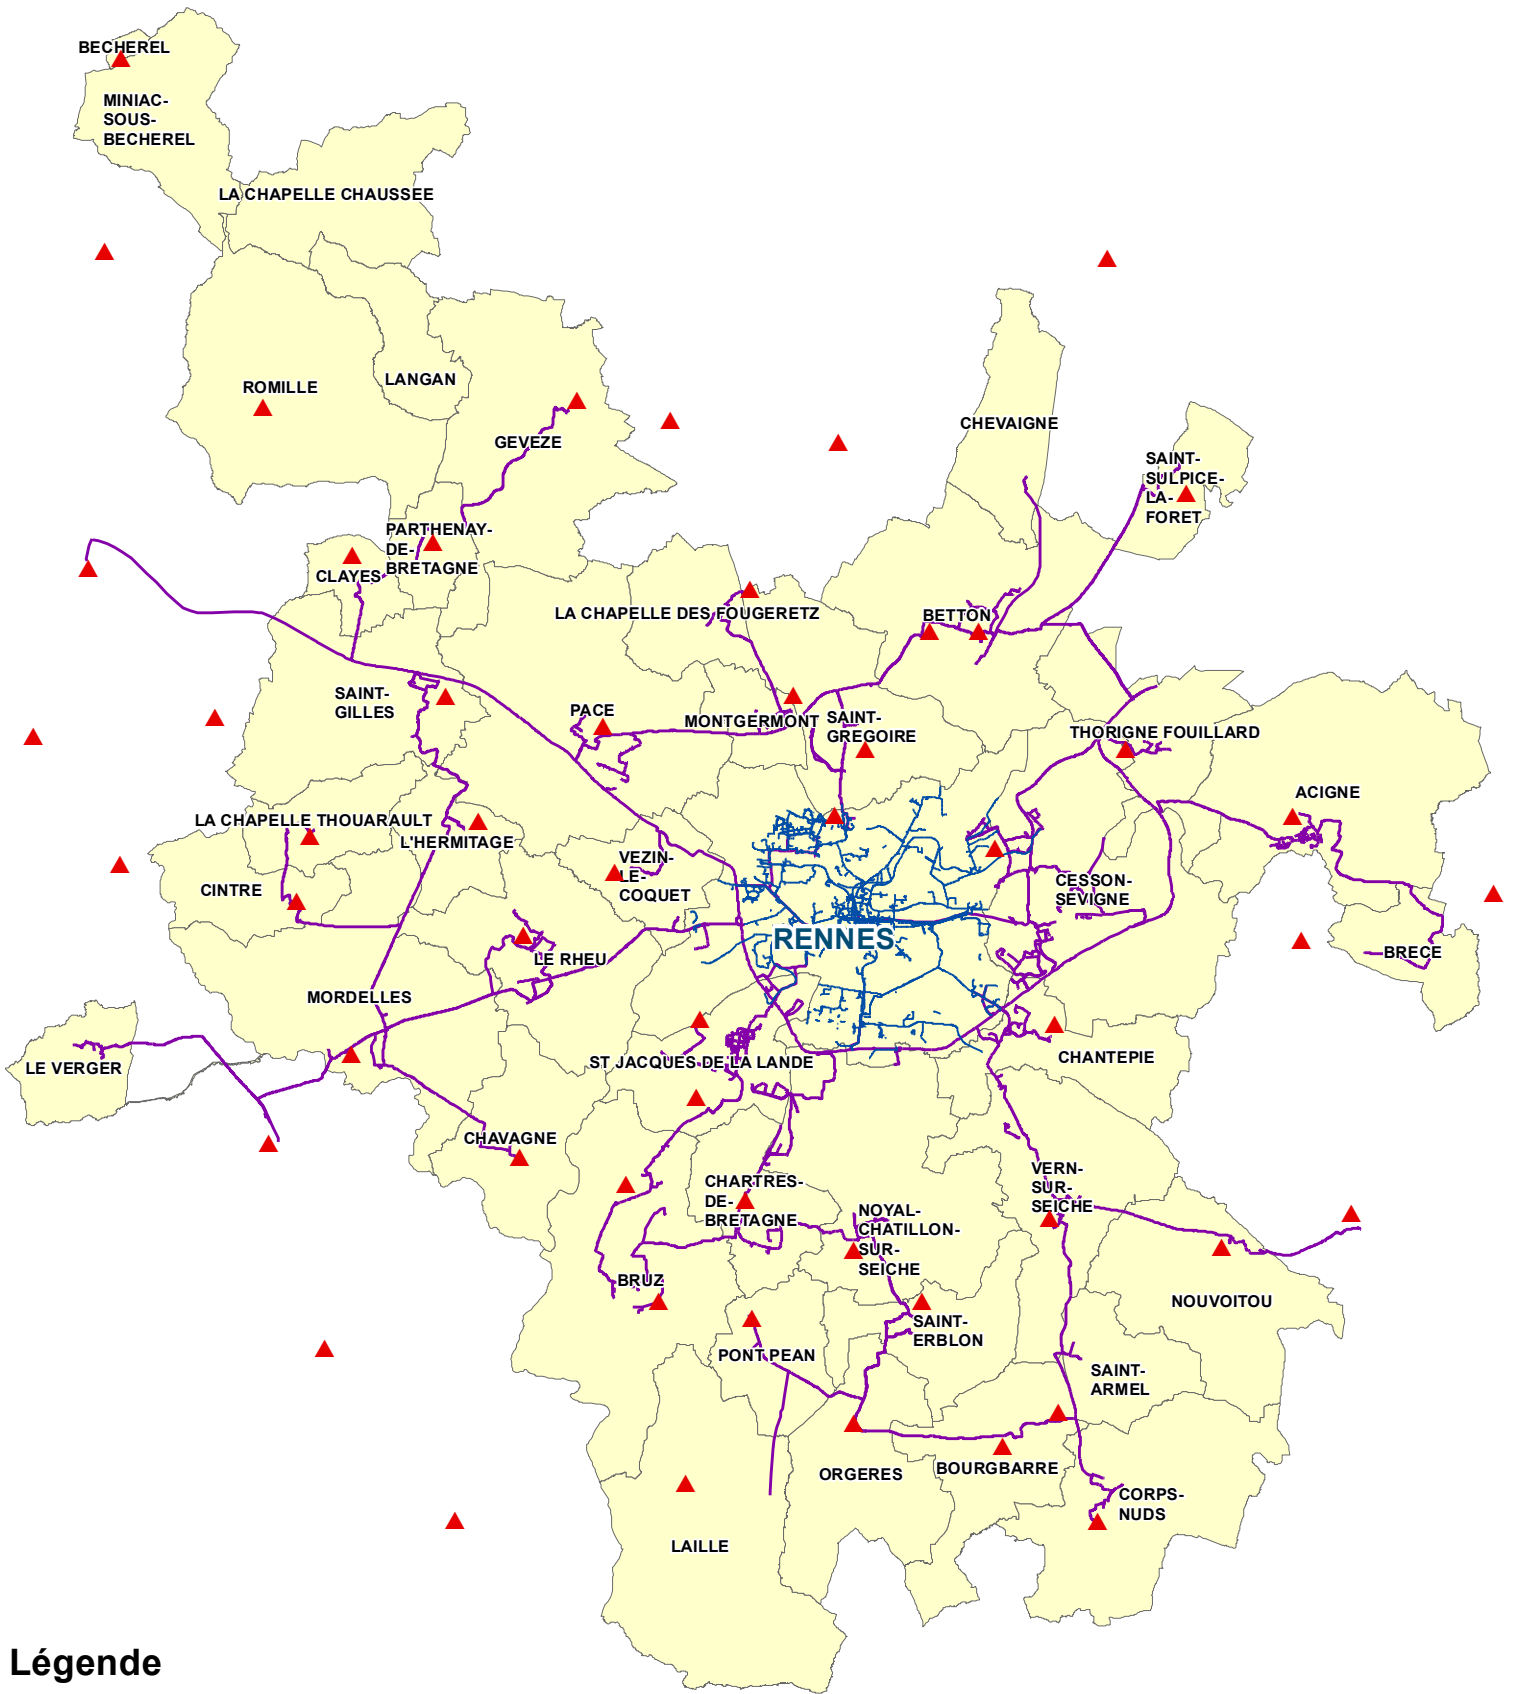 BECHEREL
MINIAC-
SOUS-
BECHEREL
LA CHAPELLE CHAUSSEE
ROMILLE
LANGAN
GEVEZE
CHEVAIGNE
SAINT-
SULPICE-
LA-
FORET
PARTHENAY-
DE-
BRETAGNE
CLAYES
LA CHAPELLE DES FOUGERETZ
BETTON
SAINT-
GILLES
PACE
MONTGERMONT
SAINT-
GREGOIRE
THORIGNE FOUILLARD
ACIGNE
LA CHAPELLE THOUARAULT
L'HERMITAGE
VEZIN-
LE-
COQUET
CINTRE
CESSON-
SEVIGNE
RENNES
LE RHEU
BRECE
MORDELLES
LE VERGER
ST JACQUES DE LA LANDE
CHANTEPIE
CHAVAGNE
CHARTRES-
DE-
BRETAGNE
VERN-
SUR-
SEICHE
NOYAL-
CHATILLON-
SUR-
SEICHE
BRUZ
NOUVOITOU
SAINT-
ERBLON
PONT PEAN
SAINT-
ARMEL
ORGERES
BOURGBARRE
CORPS-
NUDS
LAILLE
Légende